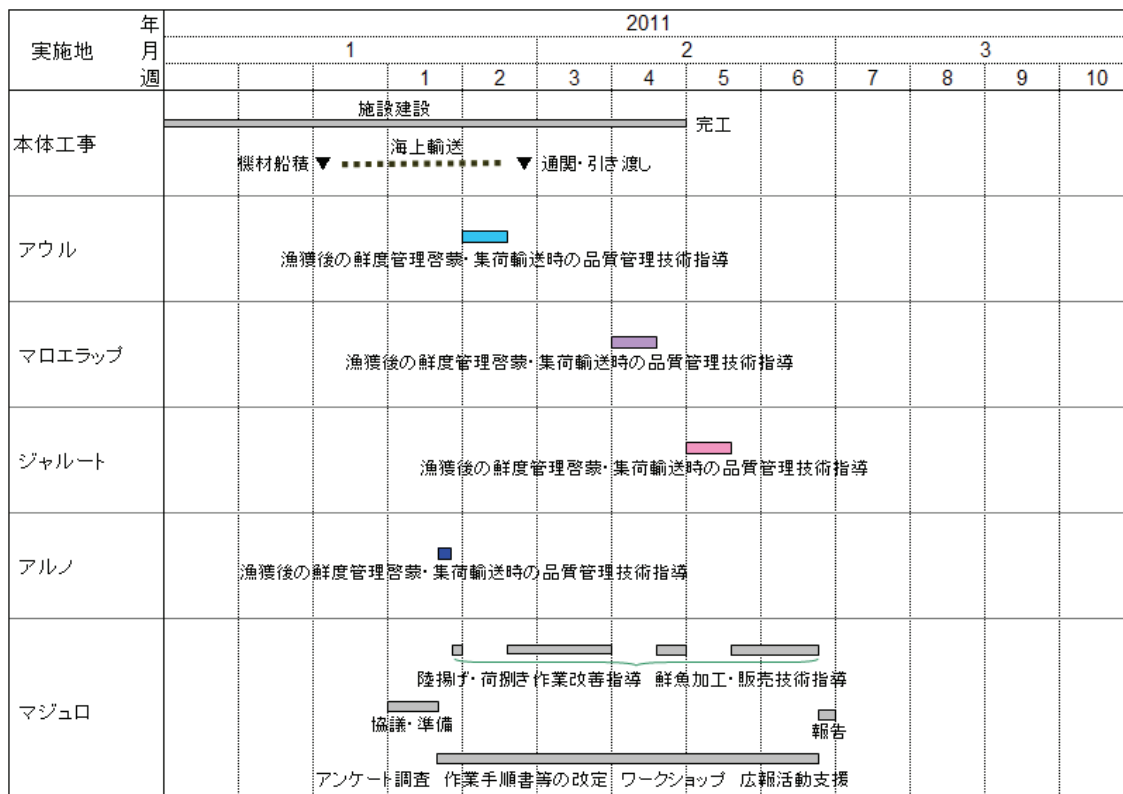 年 2011
実施地 月 1 2 3
週 1 2 3 4 5 6 7 8 9 10
施設建設
完工
本体工事
海上輸送
機材船積▼ ▼ 通関・引き渡し
アウル
漁獲後の鮮度管理啓蒙・集荷輸送時の品質管理技術指導
マロエラップ
漁獲後の鮮度管理啓蒙・集荷輸送時の品質管理技術指導
ジャルート
漁獲後の鮮度管理啓蒙・集荷輸送時の品質管理技術指導
アルノ
漁獲後の鮮度管理啓蒙・集荷輸送時の品質管理技術指導
陸揚げ・荷捌き作業改善指導 鮮魚加工・販売技術指導
マジュロ
協議・準備
報告
アンケート調査 作業手順書等の改定 ワークショップ 広報活動支援